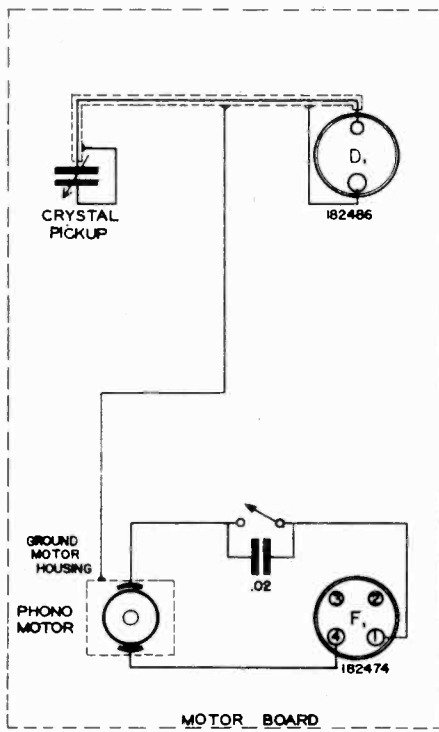 CRYSTAL
PICKUP
D₁
182486
GROUND
MOTOR
HOUSING
.02
PHONO
MOTOR
3 2
F₁
4 1
182474
MOTOR BOARD